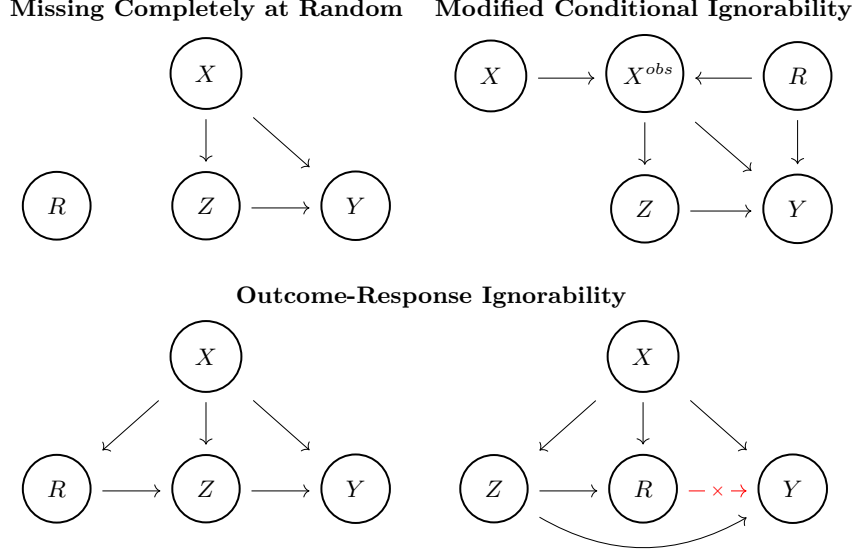 Missing Completely at Random
Modified Conditional Ignorability
X
R
Z
Y
X
X^{obs}
R
Z
Y
Outcome-Response Ignorability
X
R
Z
Y
X
Z
R
×
Y